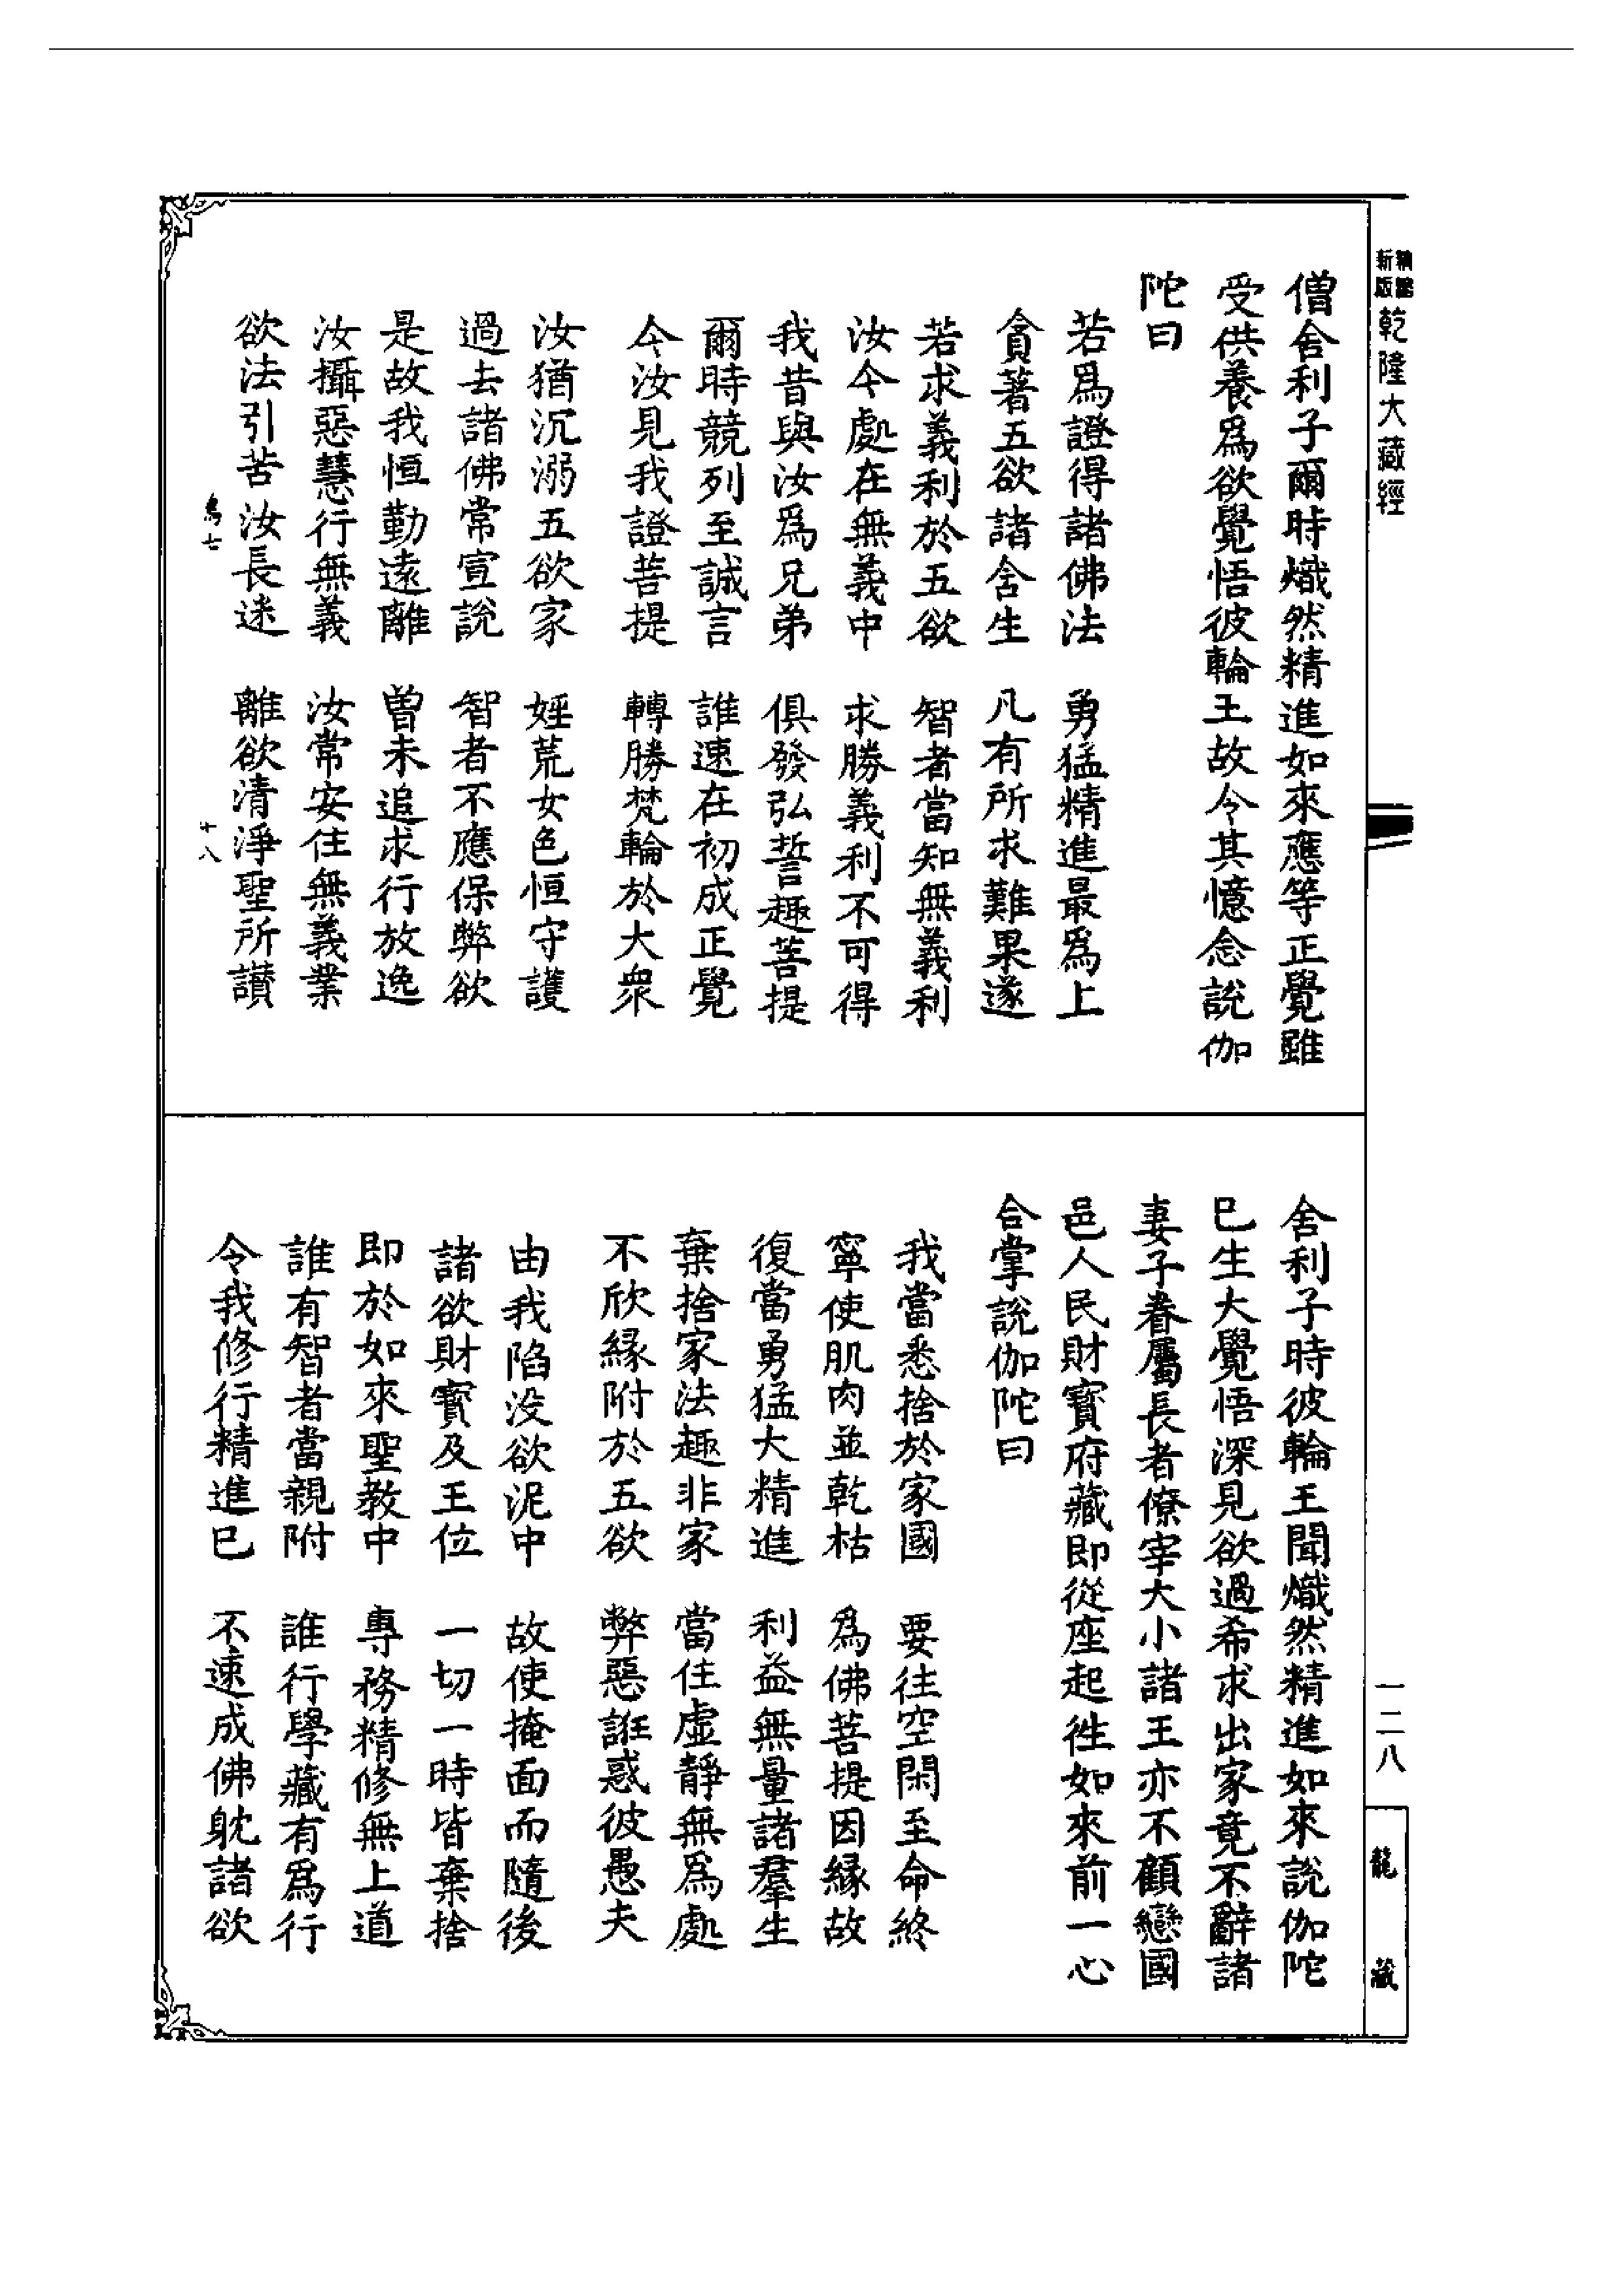 乾隆大藏經
僧舍利子爾時熾然精進如來應等正覺雖
受供養爲欲覺悟彼輪王故令其憶念說伽
陀曰
若爲證得諸佛法　勇猛精進最爲上
貪著五欲諸含生　凡有所求難果遂
若求義利於五欲　智者當知無義利
汝今處在無義中　求勝義利不可得
我昔與汝爲兄弟　俱發弘誓趣菩提
爾時競列至誠言　誰速在初成正覺
今汝見我證菩提　轉勝梵輪於大眾
汝猶沉溺五欲家　婬荒女色恒守護
過去諸佛常宣說　智者不應保弊欲
是故我恒勤遠離　曾未追求行放逸
汝攝惡慧行無義　汝常安住無義業
欲法引苦汝長迷　離欲清淨聖所讃
十八
舍利子時彼輪王聞熾然精進如來說伽陀
巳生大覺悟深見欲過希求出家竟不辭諸
妻子眷屬長者僚宰大小諸王亦不顧戀國
邑人民財寳府藏即從座起徃如來前一心
合掌說伽陀曰
我當悉捨於家國　要往空閑至命終
寧使肌肉並乾枯　爲佛菩提因緣故
復當勇猛大精進　利益無量諸羣生
棄捨家法趣非家　當住虛靜無爲處
不欣緣附於五欲　弊惡誑惑彼愚夫
由我陷没欲泥中　故使掩面而隨後
諸欲財寳及王位　一切一時皆棄捨
即於如來聖教中　專務精修無上道
誰有智者當親附　誰行學藏有爲行
令我修行精進巳　不速成佛躭諸欲
一二八
龍藏